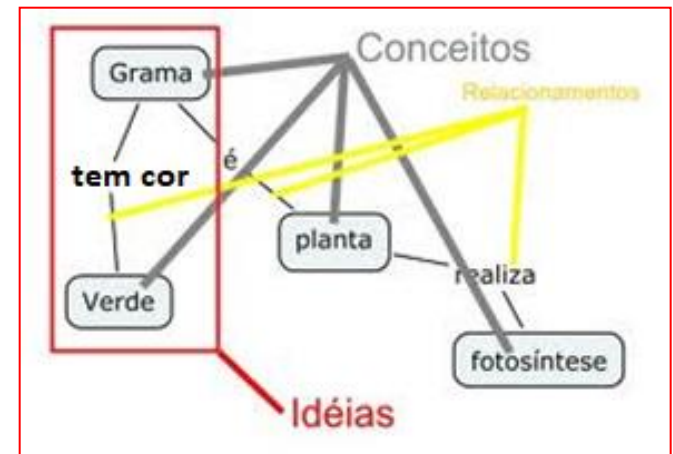 Conceitos
Grama
Relacionamentos
é
tem cor
planta
realiza
Verde
fotosíntese
Idéias